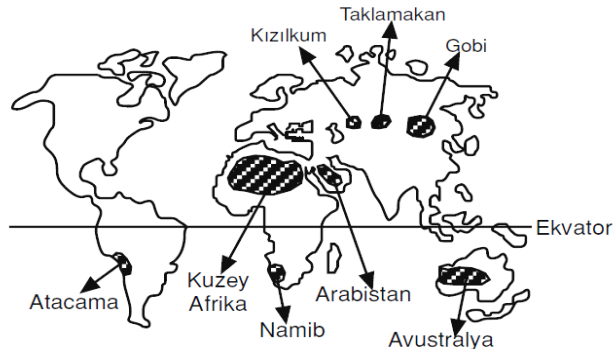 Taklamakan
Kızılkum
Gobi
Ekvator
Atacama
Kuzey
Afrika
Namib
Arabistan
Avustralya